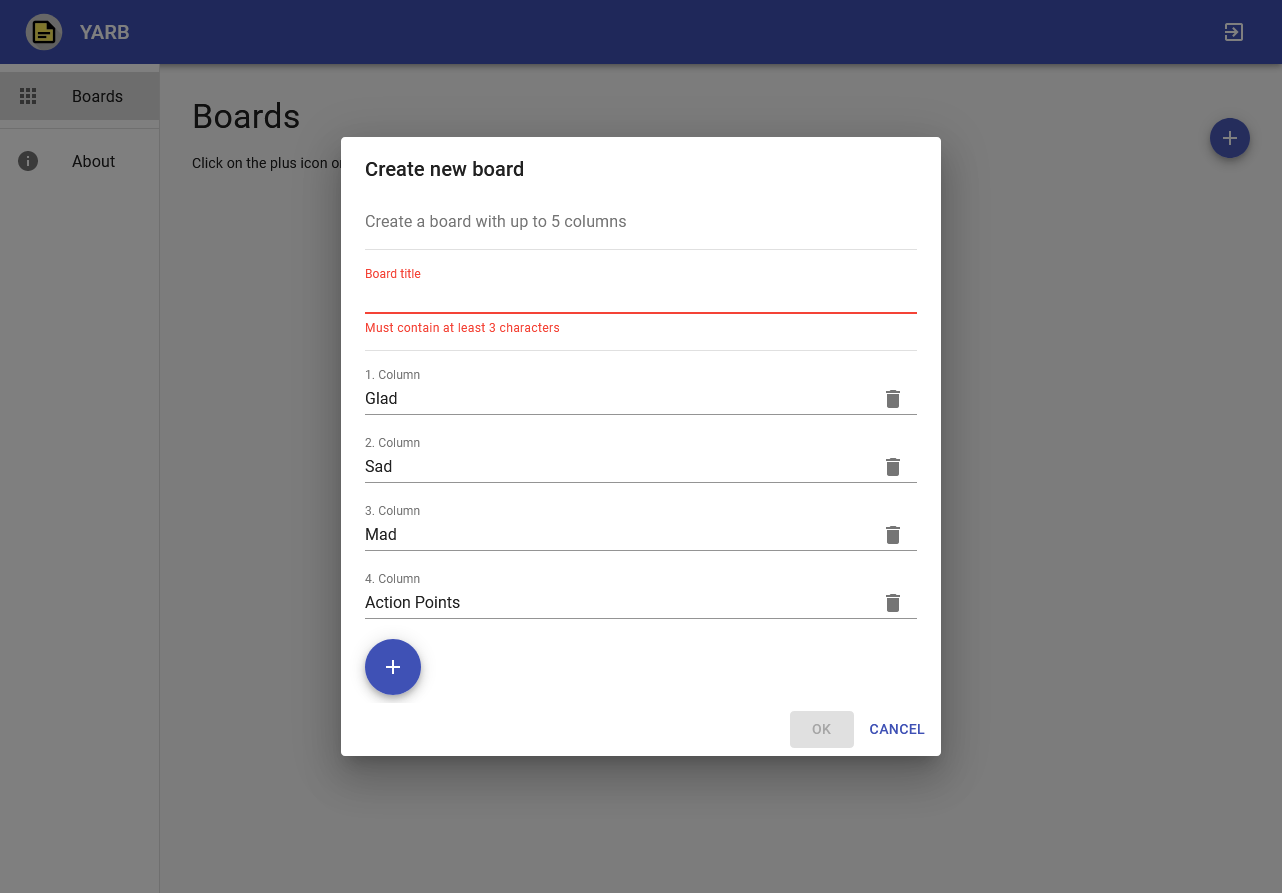 YARB
Boards
About
Boards
Click on the plus icon
Create new board
Create a board with up to 5 columns
Board title
Must contain at least 3 characters
1. Column
Glad
2. Column
Sad
3. Column
Mad
4. Column
Action Points
OK
CANCEL